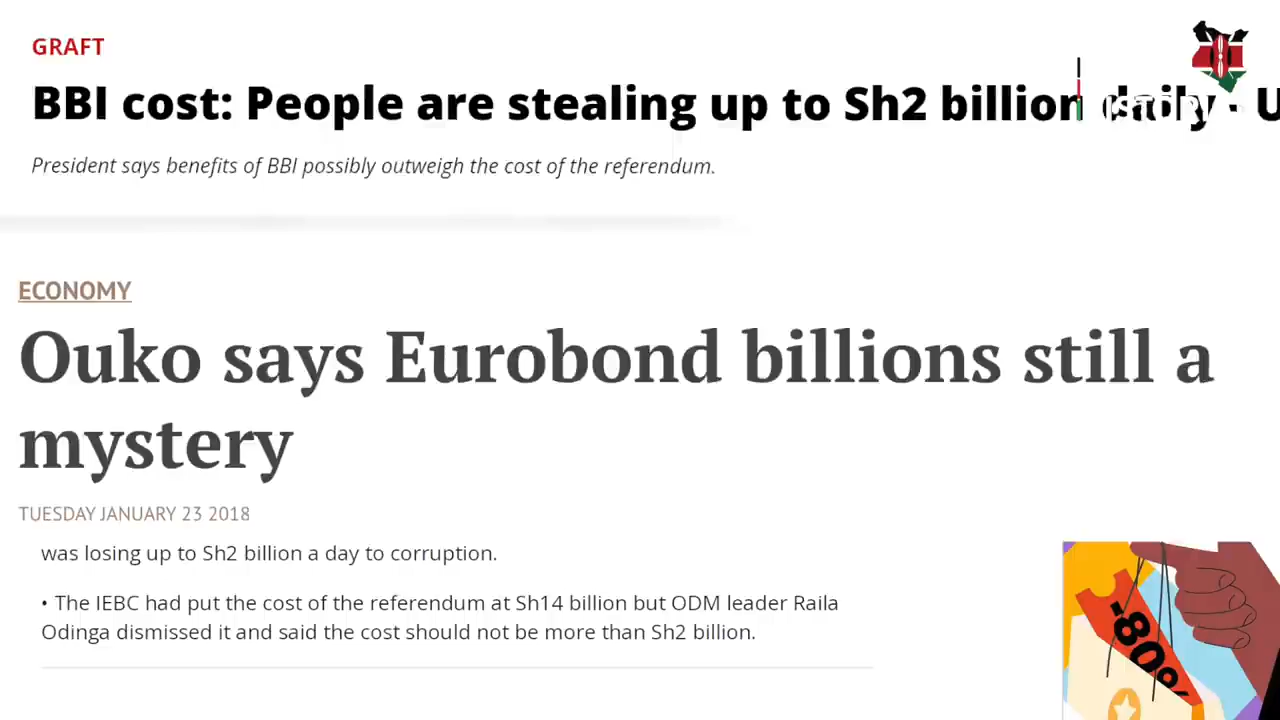 GRAFT
BBI cost: People are stealing up to Sh2 billion daily - U
President says benefits of BBI possibly outweigh the cost of the referendum.
ECONOMY
Ouko says Eurobond billions still a
mystery
TUESDAY JANUARY 23 2018
was losing up to Sh2 billion a day to corruption.
• The IEBC had put the cost of the referendum at Sh14 billion but ODM leader Raila
Odinga dismissed it and said the cost should not be more than Sh2 billion.
-80%